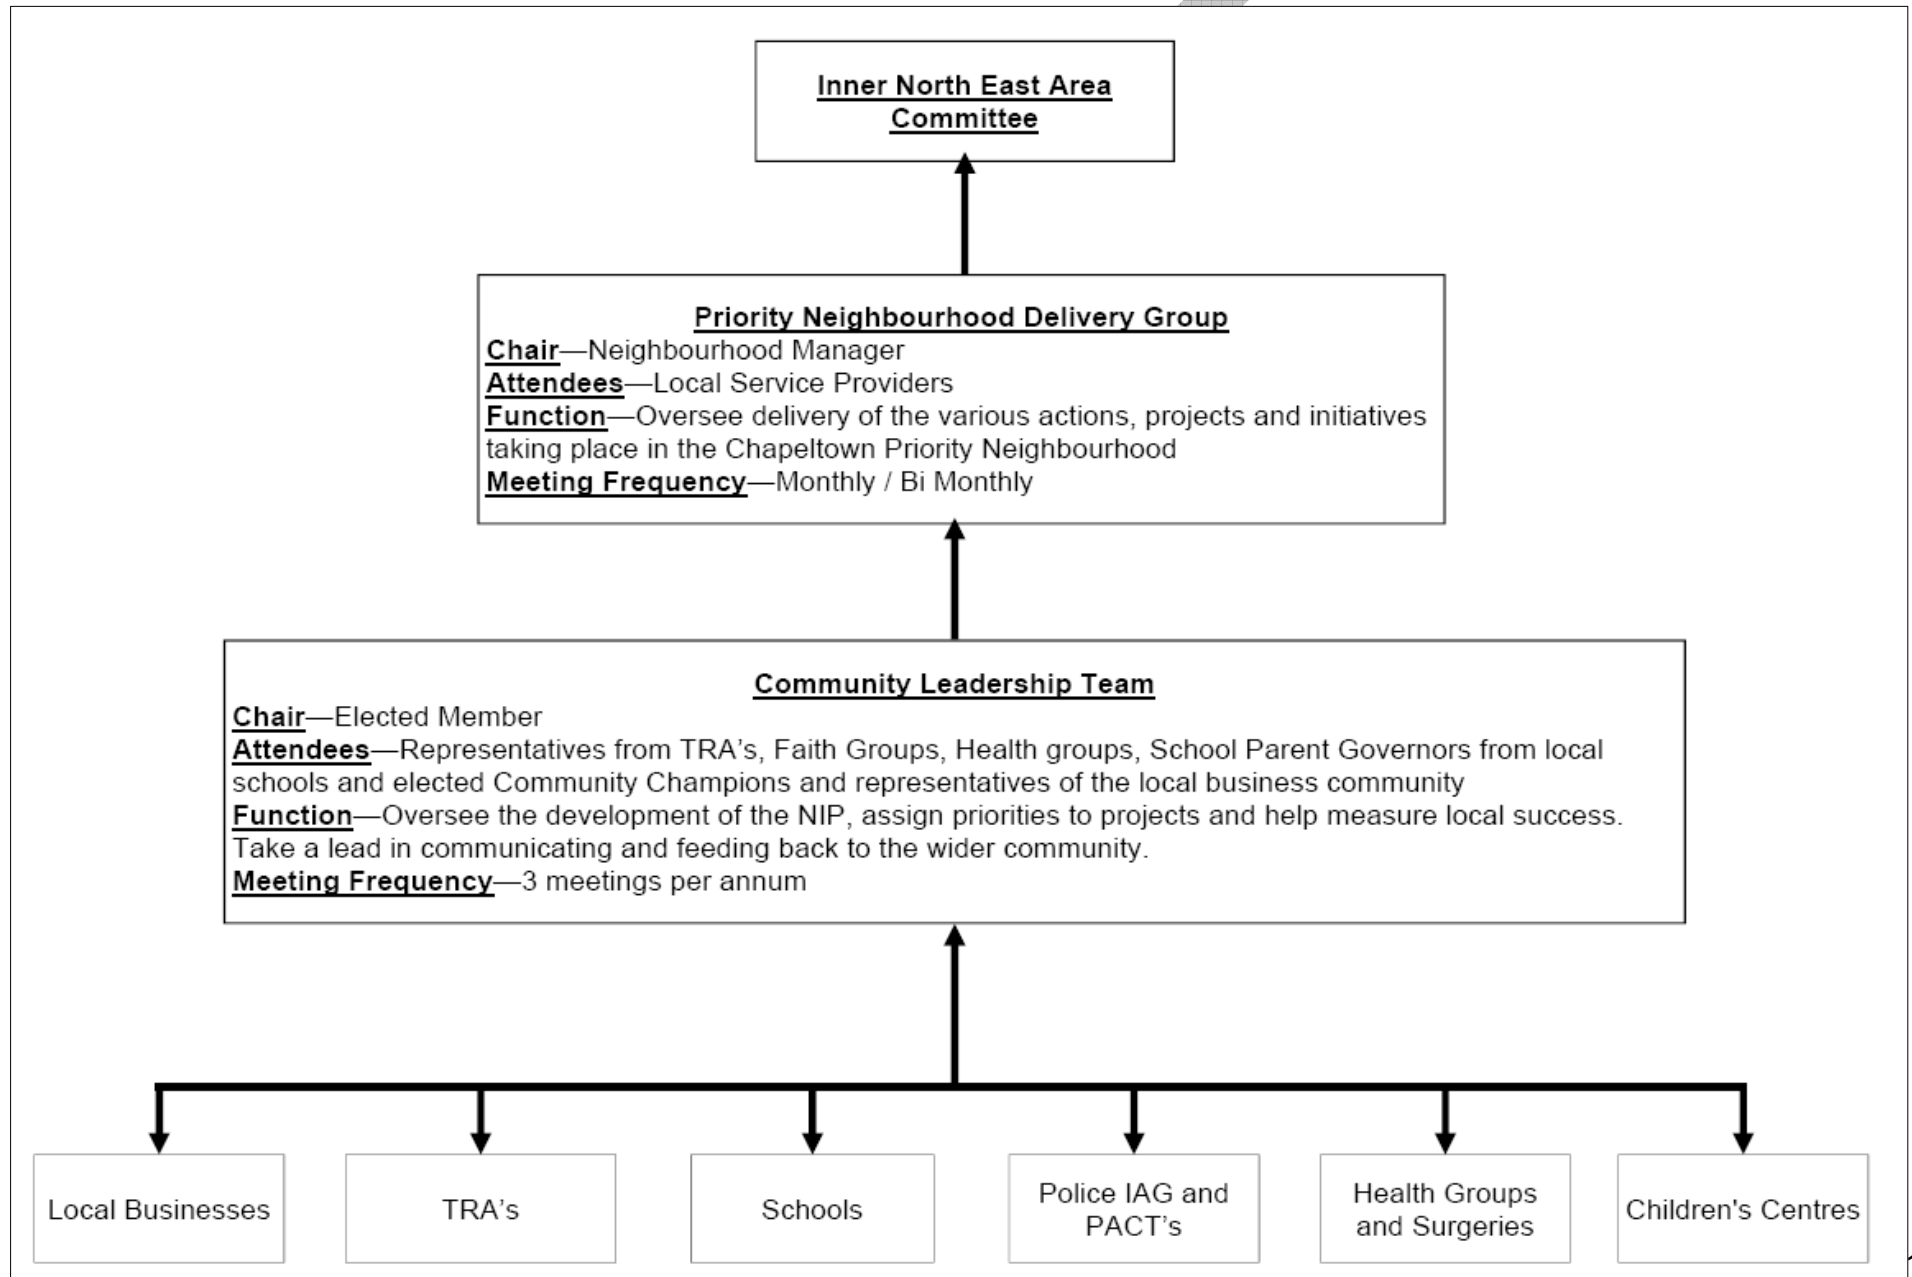 Inner North East Area
Committee
Priority Neighbourhood Delivery Group
Chair—Neighbourhood Manager
Attendees—Local Service Providers
Function—Oversee delivery of the various actions, projects and initiatives
taking place in the Chapeltown Priority Neighbourhood
Meeting Frequency—Monthly / Bi Monthly
Community Leadership Team
Chair—Elected Member
Attendees—Representatives from TRA’s, Faith Groups, Health groups, School Parent Governors from local
schools and elected Community Champions and representatives of the local business community
Function—Oversee the development of the NIP, assign priorities to projects and help measure local success.
Take a lead in communicating and feeding back to the wider community.
Meeting Frequency—3 meetings per annum
Local Businesses
TRA’s
Schools
Police IAG and
PACT’s
Health Groups
and Surgeries
Children's Centres